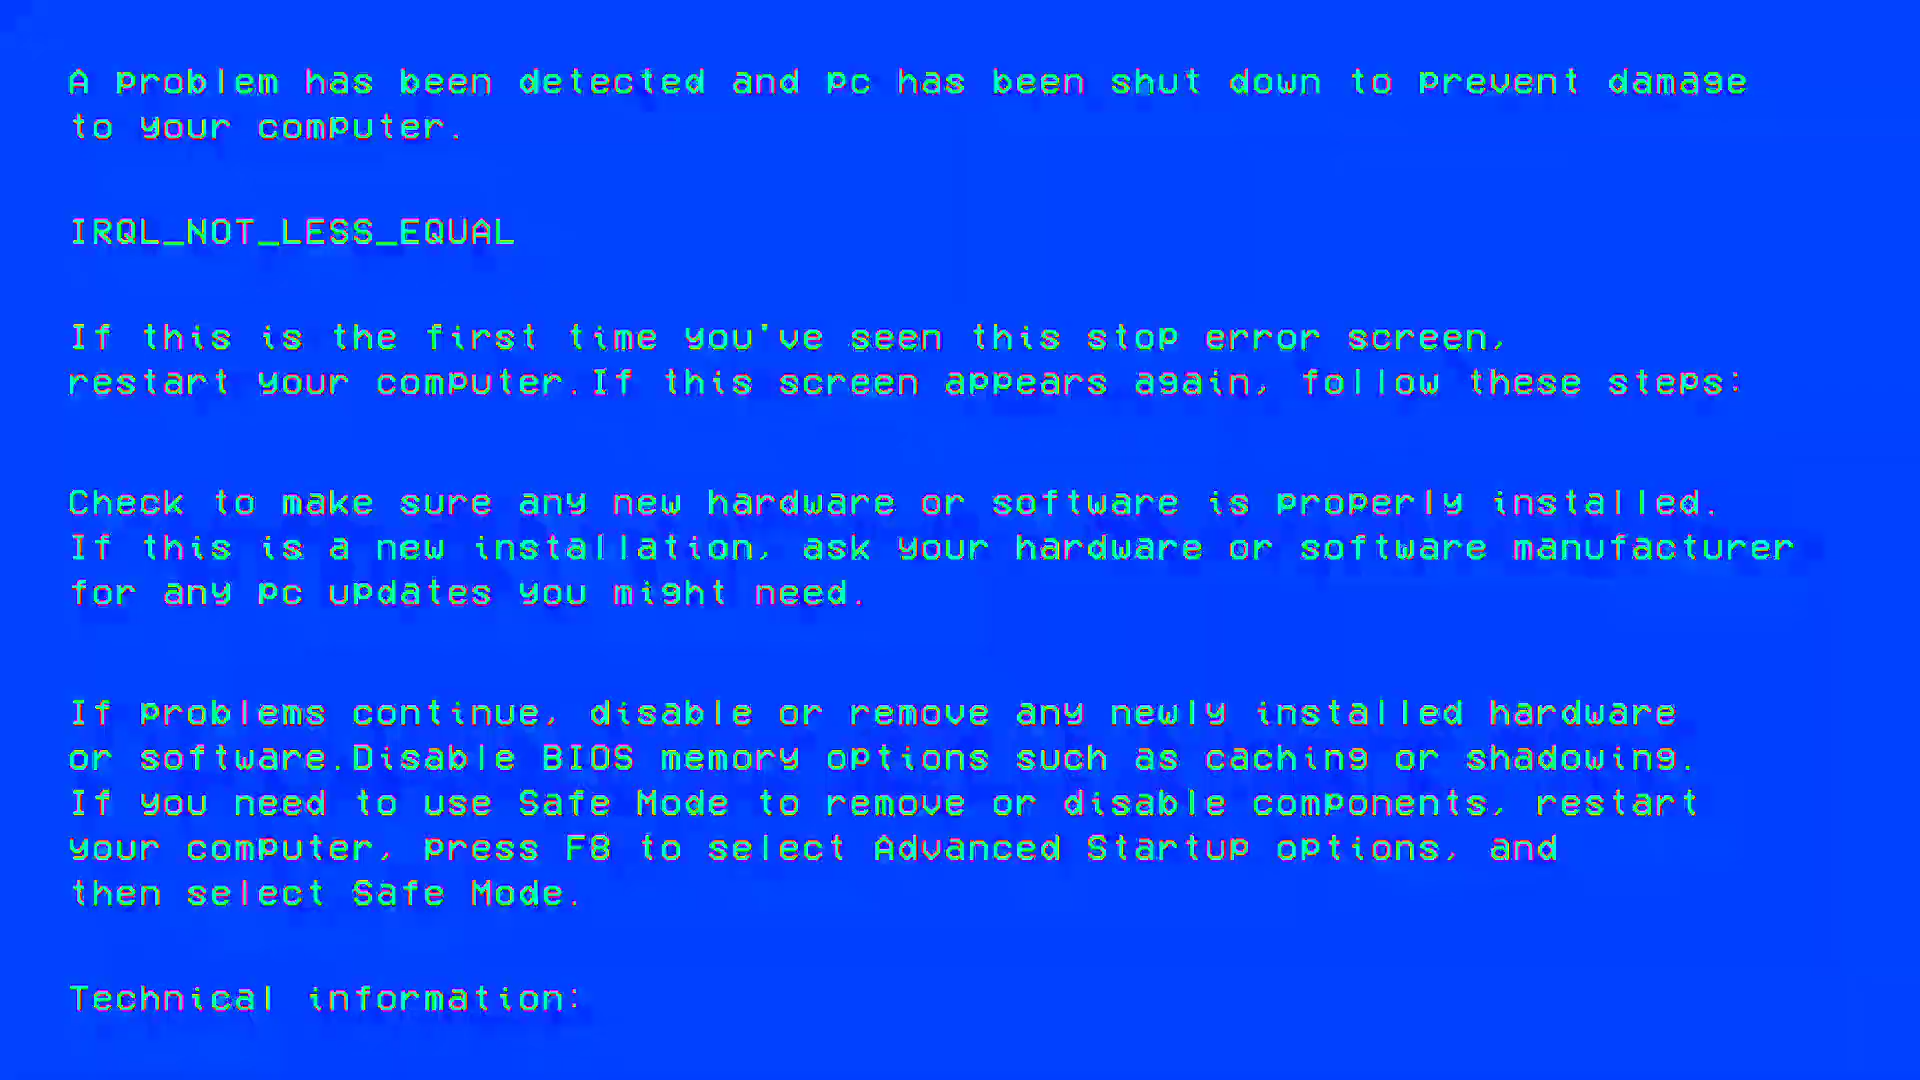 A problem has been detected and pc has been shut down to prevent damage
to your computer.
IRQL_NOT_LESS_EQUAL
If this is the first time you've seen this stop error screen,
restart your computer.If this screen appears again, follow these steps:
Check to make sure any new hardware or software is properly installed.
If this is a new installation, ask your hardware or software manufacturer
for any pc updates you might need.
If problems continue, disable or remove any newly installed hardware
or software.Disable BIOS memory options such as caching or shadowing.
If you need to use Safe Mode to remove or disable components, restart
your computer, press F8 to select Advanced Startup options, and
then select Safe Mode.
Technical information: